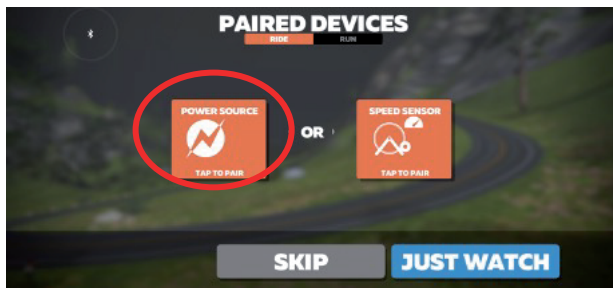 PAIRED DEVICES
RIDE RUN
POWER SOURCE
TAP TO PAIR
OR
SPEED SENSOR
TAP TO PAIR
SKIP JUST WATCH